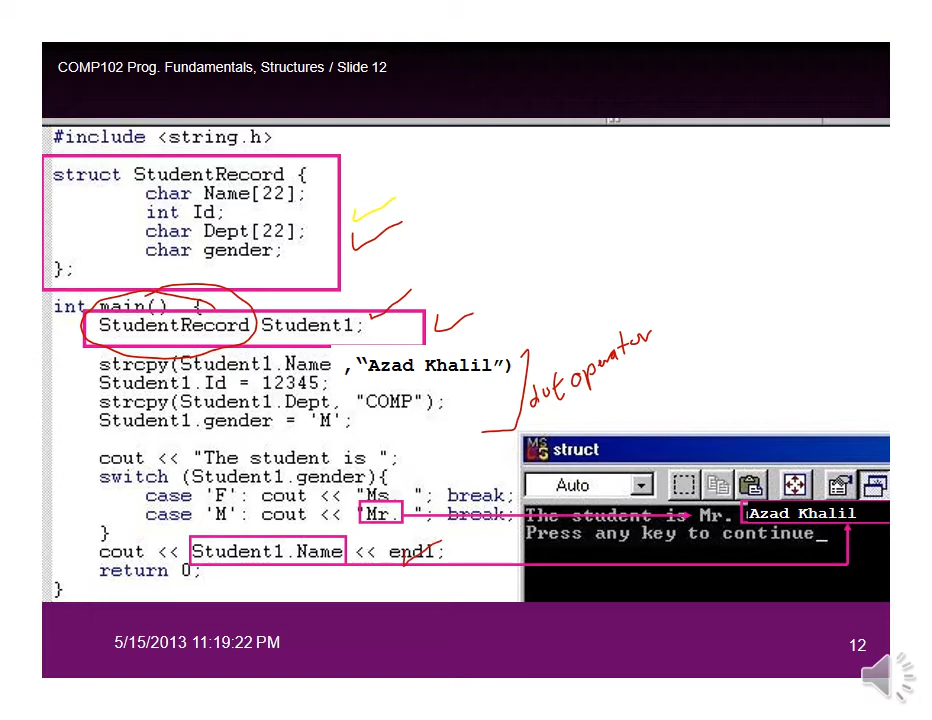 COMP102 Prog. Fundamentals, Structures / Slide 12
#include <string.h>
struct StudentRecord {
char Name[22];
int Id;
char Dept[22];
char gender;
};
int main() {
StudentRecord Student1;
strcpy(Student1.Name ,“Azad Khalil”)
Student1.Id = 12345;
strcpy(Student1.Dept, "COMP");
Student1.gender = 'M';
dot operator
cout << "The student is ";
switch (Student1.gender){
case 'F': cout << "Ms. "; break;
case 'M': cout << "Mr. "; break;
}
cout << Student1.Name << endl;
return 0;
}
struct
Auto
The student is Mr. Azad Khalil
Press any key to continue_
5/15/2013 11:19:22 PM
12